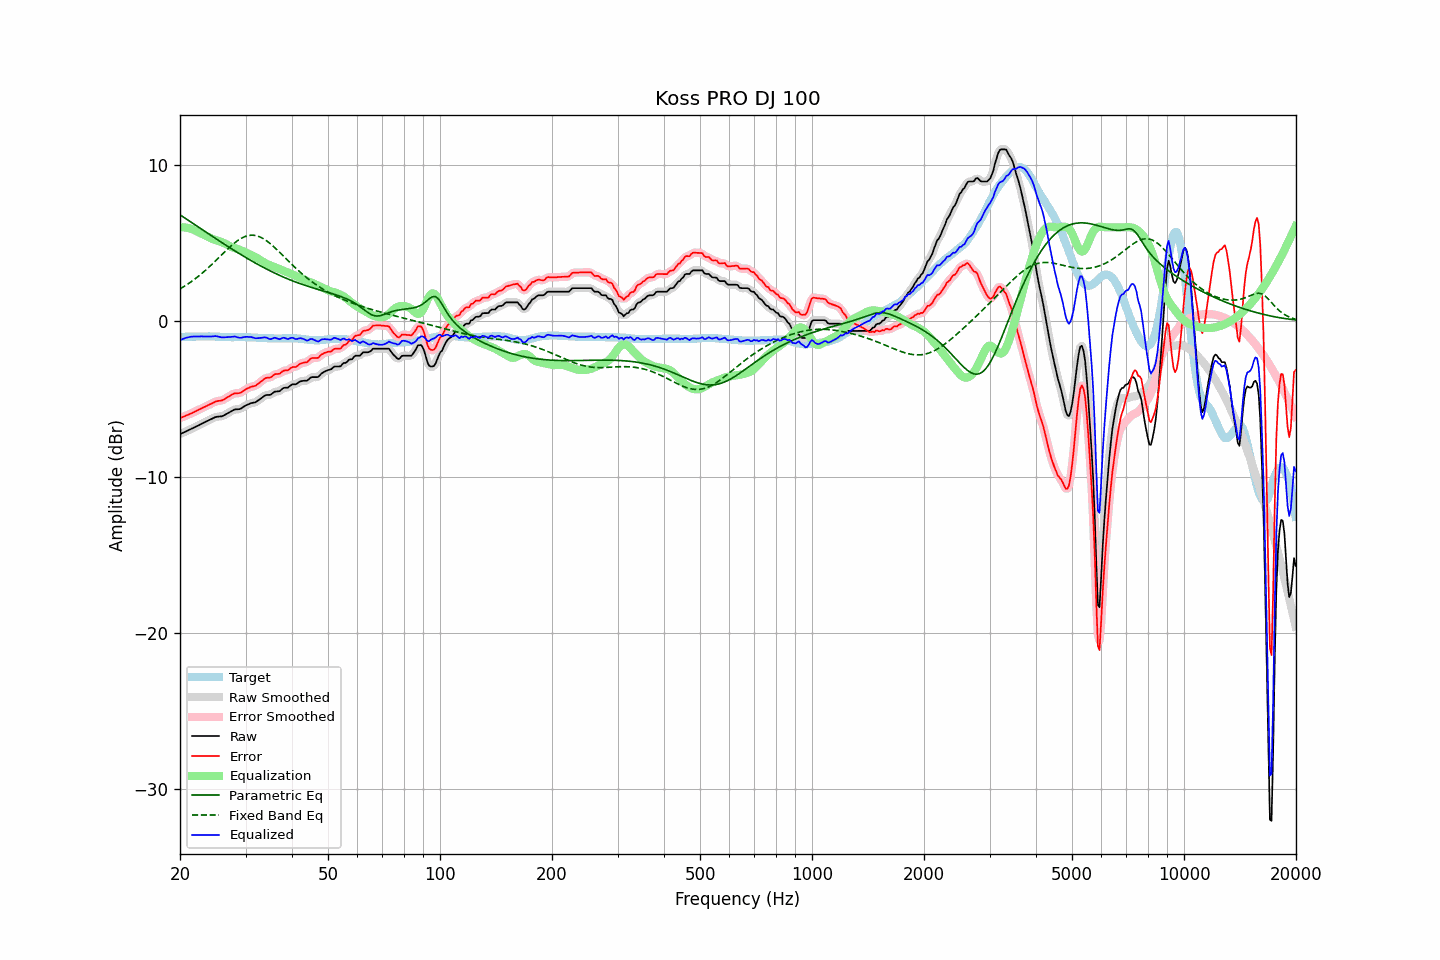 Koss PRO DJ 100
10
0
−10
−20
−30
Amplitude (dBr)
Target
Raw Smoothed
Error Smoothed
Raw
Error
Equalization
Parametric Eq
Fixed Band Eq
Equalized
20 50 100 200 500 1000 2000 5000 10000 20000
Frequency (Hz)